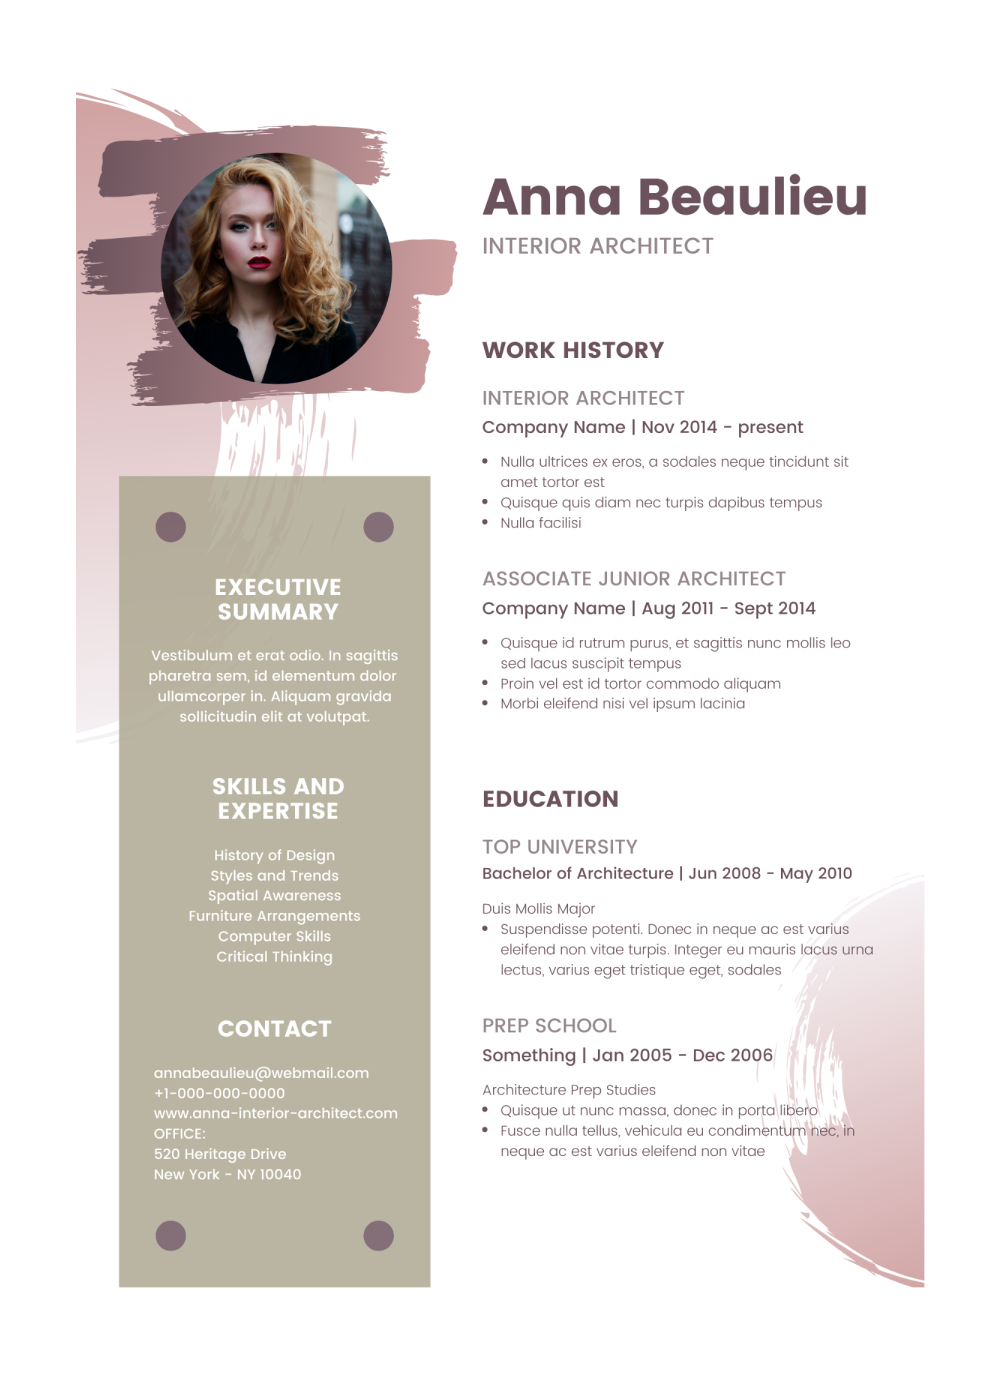 Anna Beaulieu
INTERIOR ARCHITECT
EXECUTIVE
SUMMARY
Vestibulum et erat odio. In sagittis
pharetra sem, id elementum dolor
ullamcorper in. Aliquam gravida
sollicitudin elit at volutpat.
SKILLS AND
EXPERTISE
History of Design
Styles and Trends
Spatial Awareness
Furniture Arrangements
Computer Skills
Critical Thinking
CONTACT
annabeaulieu@webmail.com
+1-000-000-0000
www.anna-interior-architect.com
OFFICE:
520 Heritage Drive
New York - NY 10040
WORK HISTORY
INTERIOR ARCHITECT
Company Name | Nov 2014 - present
• Nulla ultrices ex eros, a sodales neque tincidunt sit
amet tortor est
• Quisque quis diam nec turpis dapibus tempus
• Nulla facilisi
ASSOCIATE JUNIOR ARCHITECT
Company Name | Aug 2011 - Sept 2014
• Quisque id rutrum purus, et sagittis nunc mollis leo
sed lacus suscipit tempus
• Proin vel est id tortor commodo aliquam
• Morbi eleifend nisi vel ipsum lacinia
EDUCATION
TOP UNIVERSITY
Bachelor of Architecture | Jun 2008 - May 2010
Duis Mollis Major
• Suspendisse potenti. Donec in neque ac est varius
eleifend non vitae turpis. Integer eu mauris lacus urna
lectus, varius eget tristique eget, sodales
PREP SCHOOL
Something | Jan 2005 - Dec 2006
Architecture Prep Studies
• Quisque ut nunc massa, donec in porta libero
• Fusce nulla tellus, vehicula eu condimentum nec, in
neque ac est varius eleifend non vitae